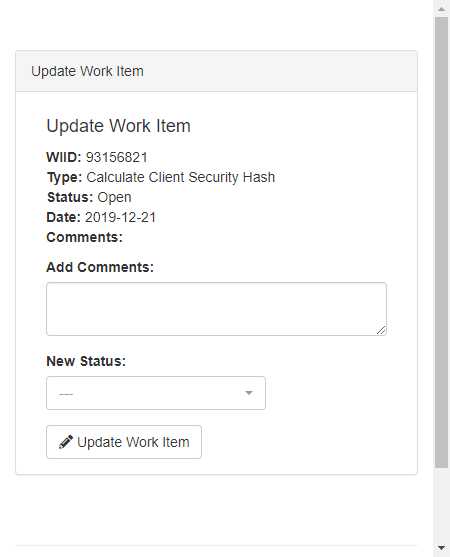 Update Work Item
Update Work Item
WIID: 93156821
Type: Calculate Client Security Hash
Status: Open
Date: 2019-12-21
Comments:
Add Comments:
New Status:
---
Update Work Item